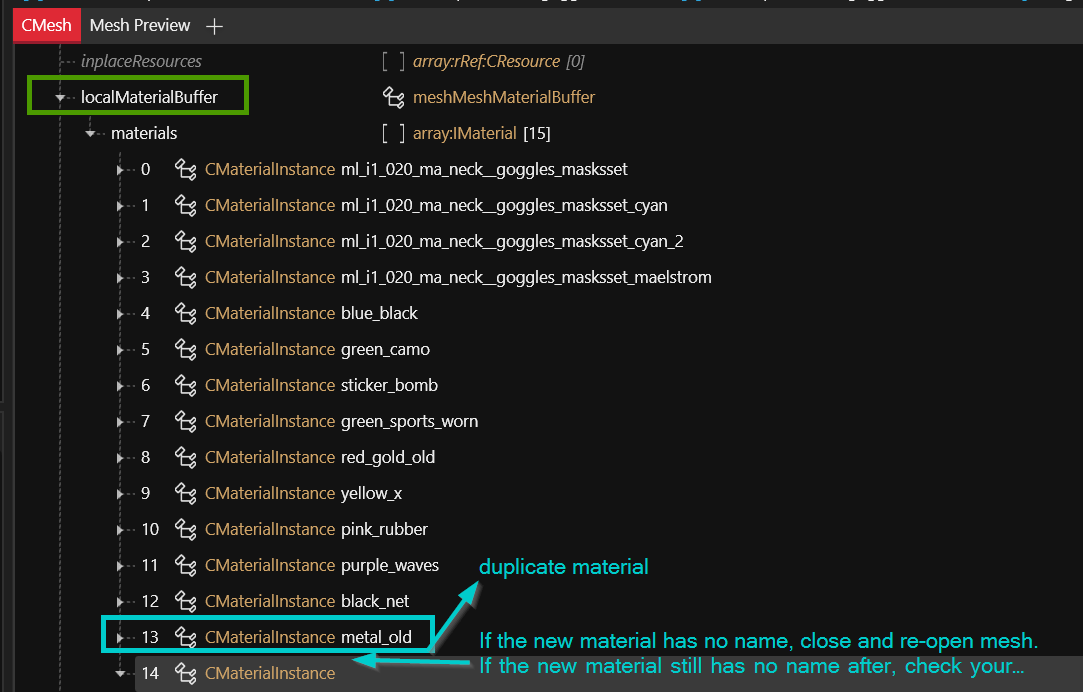 CMesh Mesh Preview +
inplaceResources [ ] array:rRef:CResource [0]
localMaterialBuffer meshMeshMaterialBuffer
materials [ ] array:IMaterial [15]
0 CMaterialInstance ml_i1_020_ma_neck__goggles_masksset
1 CMaterialInstance ml_i1_020_ma_neck__goggles_masksset_cyan
2 CMaterialInstance ml_i1_020_ma_neck__goggles_masksset_cyan_2
3 CMaterialInstance ml_i1_020_ma_neck__goggles_masksset_maelstrom
4 CMaterialInstance blue_black
5 CMaterialInstance green_camo
6 CMaterialInstance sticker_bomb
7 CMaterialInstance green_sports_worn
8 CMaterialInstance red_gold_old
9 CMaterialInstance yellow_x
10 CMaterialInstance pink_rubber
11 CMaterialInstance purple_waves
duplicate material
12 CMaterialInstance black_net
13 CMaterialInstance metal_old
If the new material has no name, close and re-open mesh.
If the new material still has no name after, check your...
14 CMaterialInstance